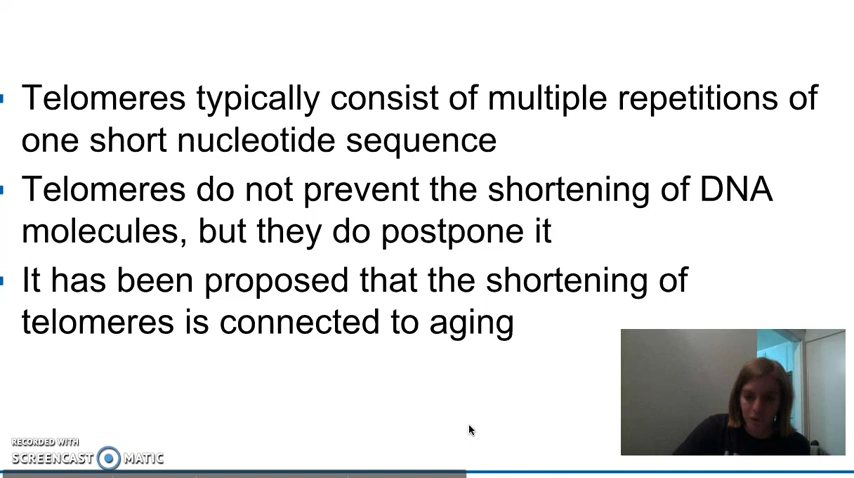 Telomeres typically consist of multiple repetitions of
one short nucleotide sequence
Telomeres do not prevent the shortening of DNA
molecules, but they do postpone it
It has been proposed that the shortening of
telomeres is connected to aging
RECORDED WITH
SCREENCAST MATIC